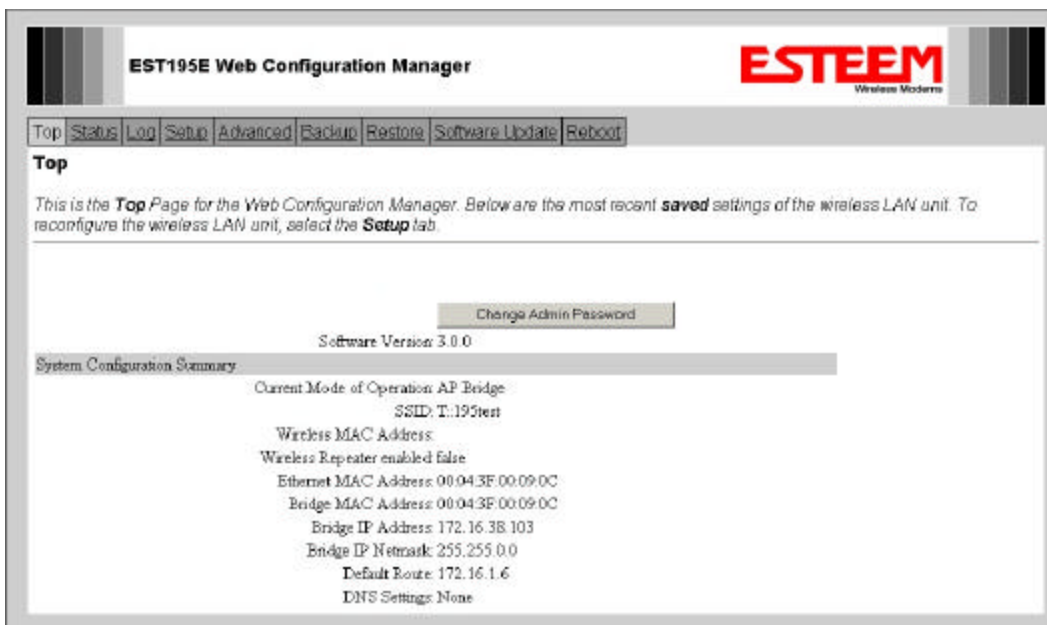 EST195E Web Configuration Manager
ESTEEM
Wireless Modems
Top Status Log Setup Advanced Backup Restore Software Update Reboot
Top
This is the Top Page for the Web Configuration Manager. Below are the most recent saved settings of the wireless LAN unit. To
reconfigure the wireless LAN unit, select the Setup tab.
Change Admin Password
Software Version: 3.0.0
System Configuration Summary
Current Mode of Operation: AP Bridge
SSID: T::195test
Wireless MAC Address:
Wireless Repeater enabled: false
Ethernet MAC Address: 00:04:3F:00:09:0C
Bridge MAC Address: 00:04:3F:00:09:0C
Bridge IP Address: 172.16.38.103
Bridge IP Netmask: 255.255.0.0
Default Route: 172.16.1.6
DNS Settings: None